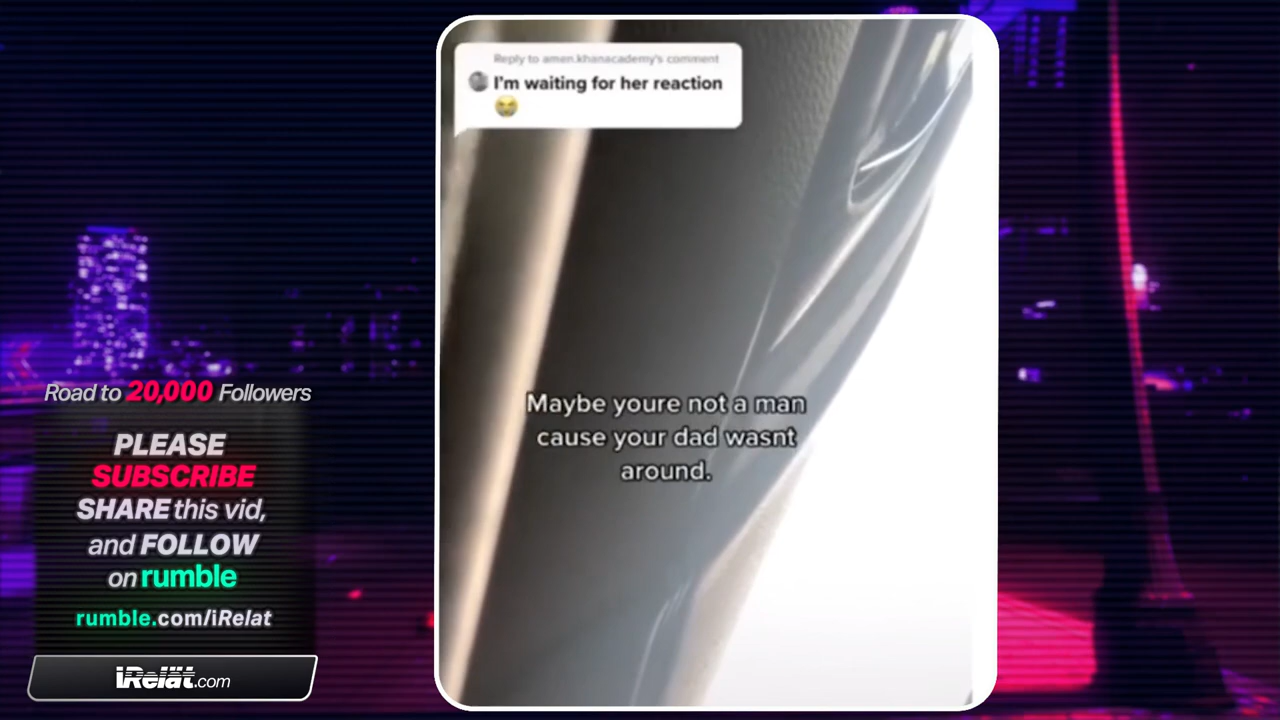 Reply to amen.khanacademy's comment
I'm waiting for her reaction
😭
Maybe youre not a man
cause your dad wasnt
around.
Road to 20,000 Followers
PLEASE
SUBSCRIBE
SHARE this vid,
and FOLLOW
on rumble
rumble.com/iRelat
iRelat.com